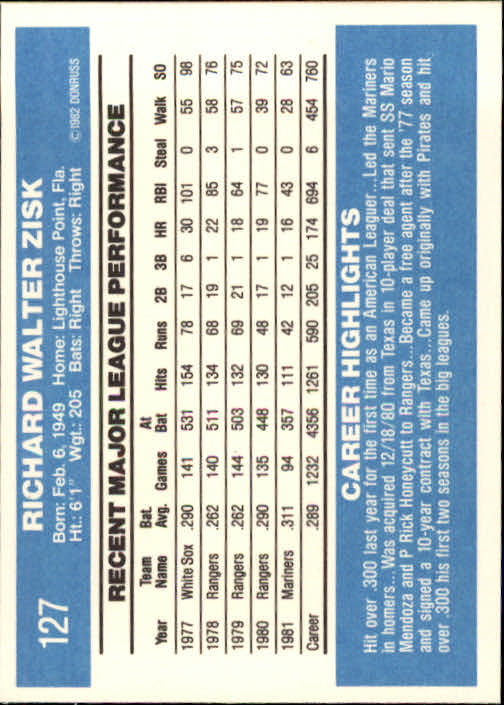 127
RICHARD WALTER ZISK
Born: Feb. 6, 1949 Home: Lighthouse Point, Fla.
Ht.: 6'1" Wgt.: 205 Bats: Right Throws: Right
©1982 DONRUSS
RECENT MAJOR LEAGUE PERFORMANCE
Year Team Name Bat. Avg. Games At Bat Hits Runs 2B 3B HR RBI Steal Walk SO
1977 White Sox .290 141 531 154 78 17 6 30 101 0 55 98
1978 Rangers .262 140 511 134 68 19 1 22 85 3 58 76
1979 Rangers .262 144 503 132 69 21 1 18 64 1 57 75
1980 Rangers .290 135 448 130 48 17 1 19 77 0 39 72
1981 Mariners .311 94 357 111 42 12 1 16 43 0 28 63
Career .289 1232 4356 1261 590 205 25 174 694 6 454 760
CAREER HIGHLIGHTS
Hit over .300 last year for the first time as an American Leaguer...Led the Mariners
in homers...Was acquired 12/18/80 from Texas in 10-player deal that sent SS Mario
Mendoza and P Rick Honeycutt to Rangers...Became a free agent after the '77 season
and signed a 10-year contract with Texas...Came up originally with Pirates and hit
over .300 his first two seasons in the big leagues.